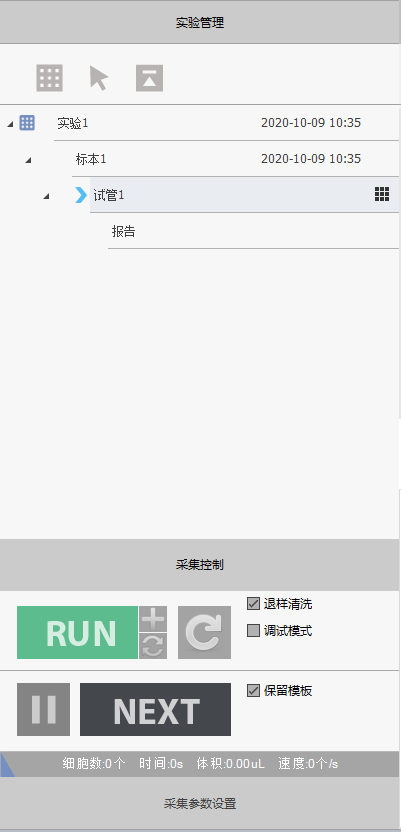 实验管理
实验1 2020-10-09 10:35
标本1 2020-10-09 10:35
试管1
报告
采集控制
RUN
退样清洗
调试模式
NEXT
保留模板
细胞数:0个 时间:0s 体积:0.00uL 速度:0个/s
采集参数设置